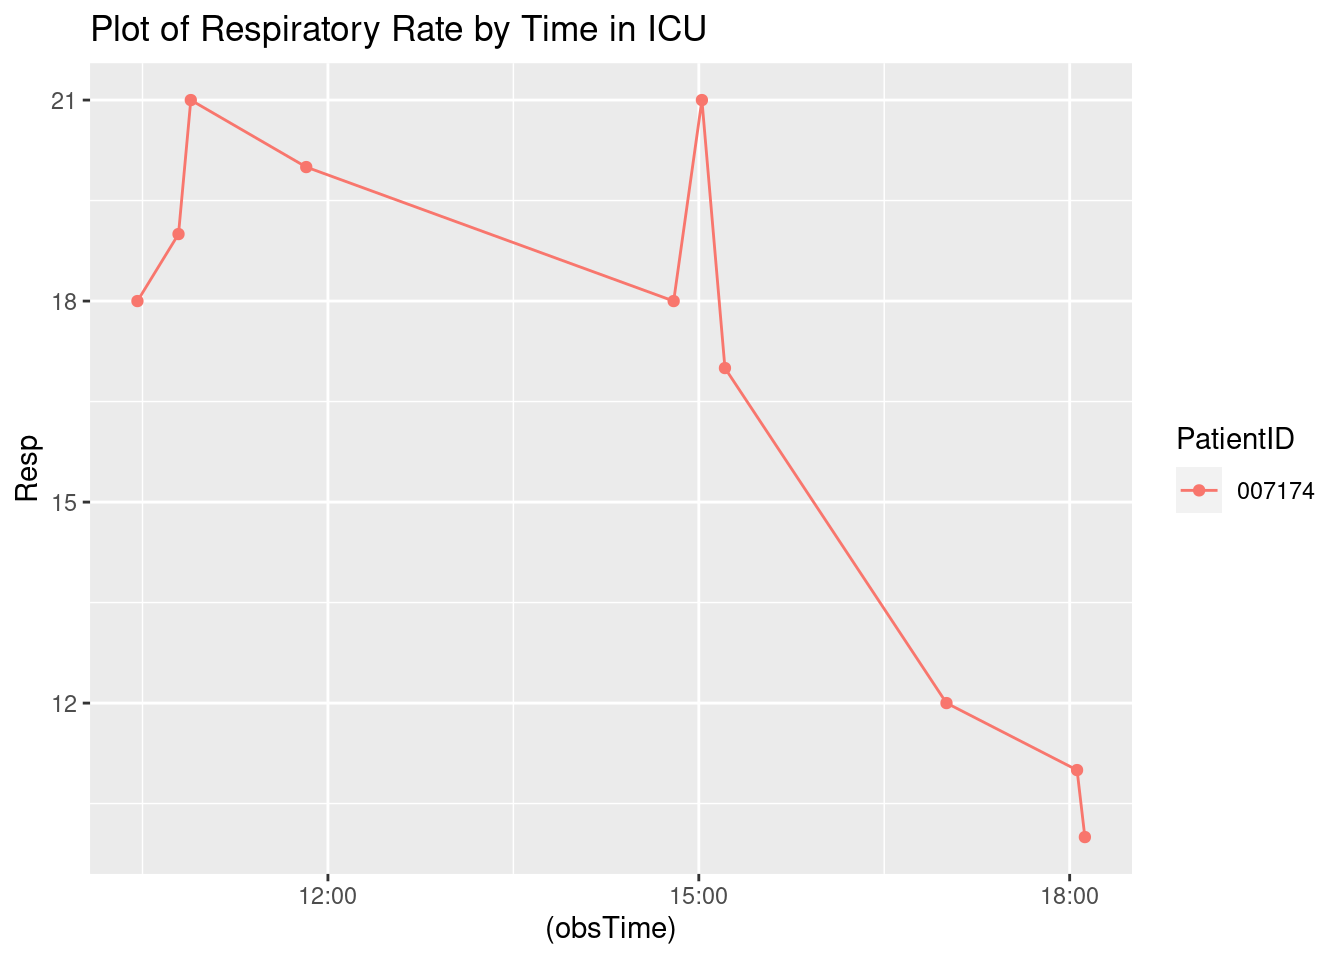 Plot of Respiratory Rate by Time in ICU
21
18
15
12
Resp
12:00
15:00
18:00
(obsTime)
PatientID
007174